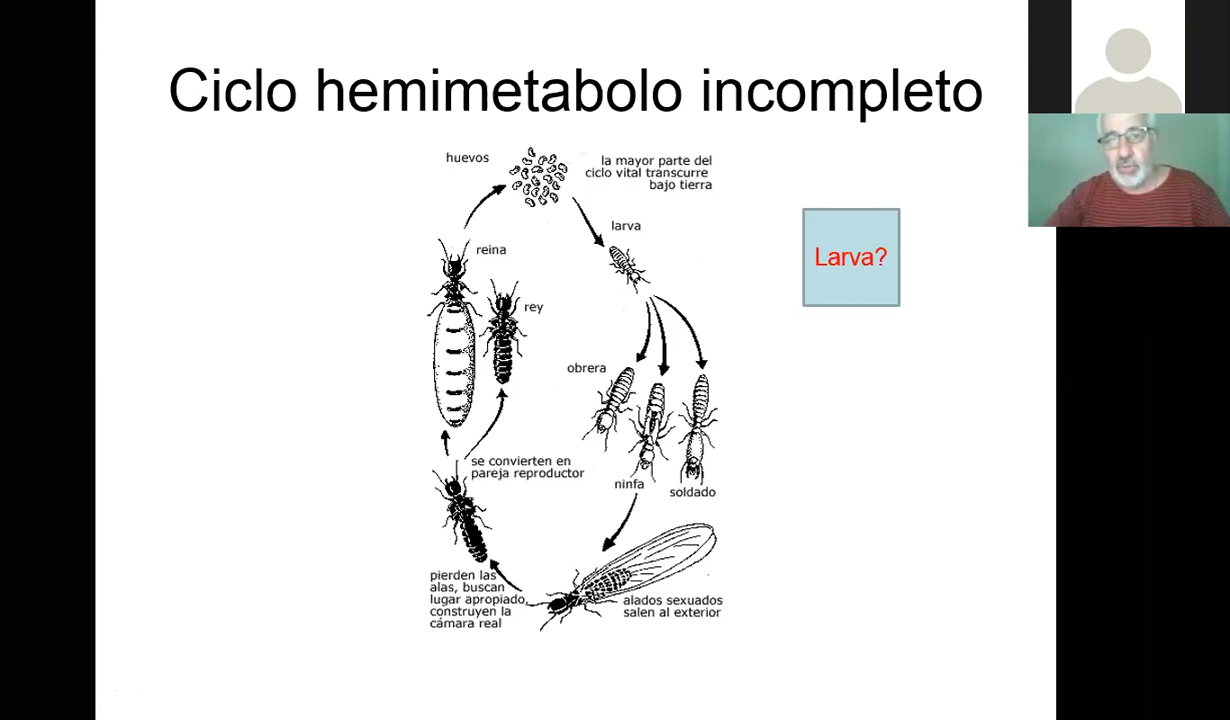 Ciclo hemimetabolo incompleto
huevos
la mayor parte del
ciclo vital transcurre
bajo tierra
larva
Larva?
reina
rey
obrera
se convierten en
pareja reproductor
ninfa
soldado
pierden las
alas, buscan
lugar apropiado,
construyen la
cámara real
alados sexuados
salen al exterior